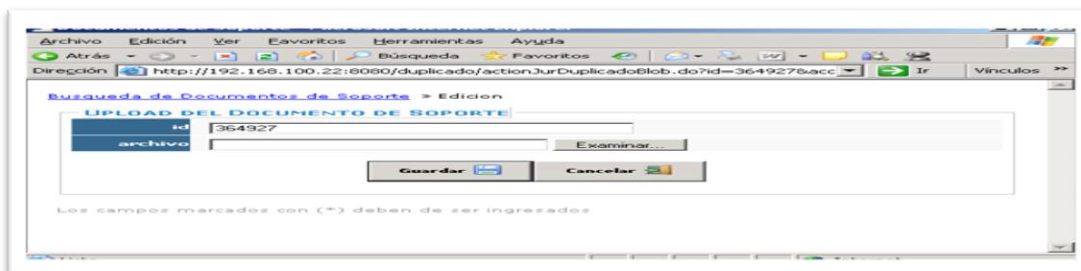 Archivo Edición Ver Favoritos Herramientas Ayuda
Atrás Búsqueda Favoritos
Dirección http://192.168.100.22:8080/duplicado/actionJurDuplicadoBlob.do?id=364927&acc Ir Vínculos »
Busqueda de Documentos de Soporte > Edicion
UPLOAD DEL DOCUMENTO DE SOPORTE
id 364927
archivo Examinar...
Guardar Cancelar
Los campos marcados con (*) deben de ser ingresados